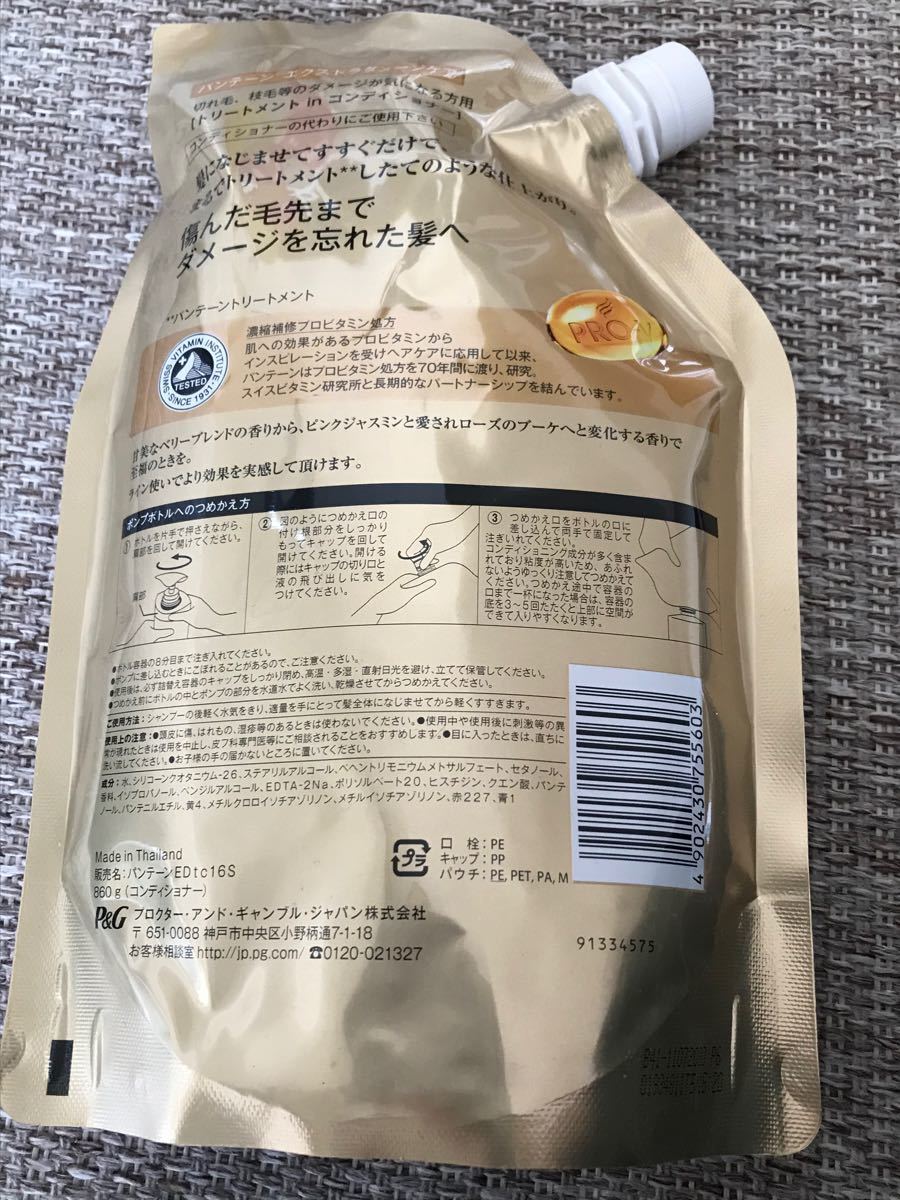 パンテーン エクストラダメージケア
切れ毛、枝毛等のダメージが気になる方用
[トリートメント in コンディショナー]
コンディショナーの代わりにご使用下さい
髪になじませてすすぐだけで、
まるでトリートメント**したてのような仕上がり。
傷んだ毛先まで
ダメージを忘れた髪へ
**パンテーントリートメント
PRO-V
SWISS VITAMIN INSTITUTE
TESTED
SINCE 1931
濃縮補修プロビタミン処方
肌への効果があるプロビタミンから
インスピレーションを受けヘアケアに応用して以来、
パンテーンはプロビタミン処方を70年間に渡り、研究。
スイスビタミン研究所と長期的なパートナーシップを結んでいます。
甘美なベリーブレンドの香りから、ピンクジャスミンと愛されローズのブーケへと変化する香りで
至福のときを。
ライン使いでより効果を実感して頂けます。
ポンプボトルへのつめかえ方
① ボトルを片手で押さえながら、
肩部を回して開けてください。
肩部
② 図のようにつめかえ口の
付け根部分をしっかり
もってキャップを回して
開けてください。開ける
際にはキャップの切り口と
液の飛び出しに気を
つけてください。
③ つめかえ口をボトルの口に
差し込んで両手で固定して
注ぎいれてください。
コンディショニング成分が多く含ま
れており粘度が高いため、あふれ
ないようゆっくり注意してつめかえて
ください。つめかえ途中で容器の
口まで一杯になった場合は、容器の
底を3～5回たたくと上部に空間が
できて入りやすくなります。
●ボトル容器の8分目まで注ぎ入れてください。
●ポンプに差し込むときにこぼれることがあるので、ご注意ください。
●使用後は、必ず詰替え容器のキャップをしっかり閉め、高温・多湿・直射日光を避け、立てて保管してください。
●つめかえ前にボトルの中とポンプの部分を水道水でよく洗い、乾燥させてからつめかえてください。
ご使用方法：シャンプーの後軽く水気をきり、適量を手にとって髪全体になじませてから軽くすすぎます。
使用上の注意：●頭皮に傷、はれもの、湿疹等のあるときは使わないでください。●使用中や使用後に刺激等の異
常が現れたときは使用を中止し、皮フ科専門医等にご相談されることをおすすめします。●目に入ったときは、直ちに
洗い流してください。●お子様の手の届かないところに置いてください。
成分：水、シリコーンクオタニウム-26、ステアリルアルコール、ベヘントリモニウムメトサルフェート、セタノール、
香料、イソプロパノール、ベンジルアルコール、EDTA-2Na、ポリソルベート20、ヒスチジン、クエン酸、パンテ
ノール、パンテニルエチル、黄4、メチルクロロイソチアゾリノン、メチルイソチアゾリノン、赤227、青1
4 902430 755603
Made in Thailand
販売名：パンテーンEDtc16S
860g（コンディショナー）
プラ
口　栓：PE
キャップ：PP
パウチ：PE, PET, PA, M
P&G プロクター・アンド・ギャンブル・ジャパン株式会社
〒651-0088 神戸市中央区小野柄通7-1-18
お客様相談室 http://jp.pg.com/ ☎0120-021327
91334575